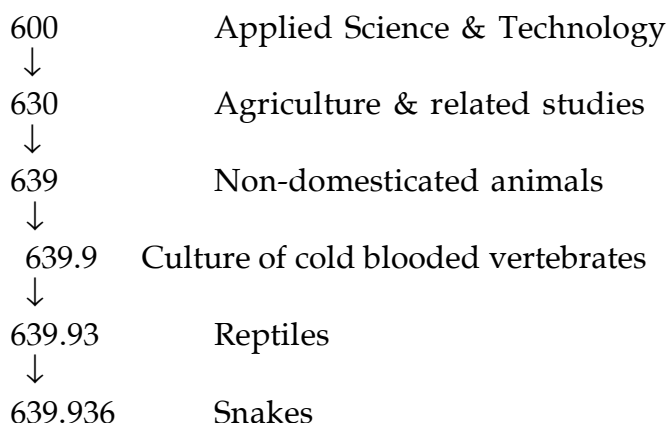 600 Applied Science & Technology
↓
630 Agriculture & related studies
↓
639 Non-domesticated animals
↓
639.9 Culture of cold blooded vertebrates
↓
639.93 Reptiles
↓
639.936 Snakes